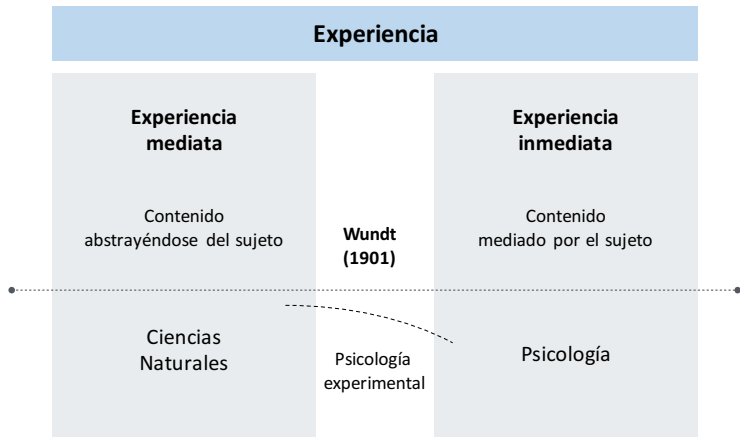 Experiencia
Experiencia
mediata
Contenido
abstrayéndose del sujeto
Wundt
(1901)
Experiencia
inmediata
Contenido
mediado por el sujeto
Ciencias
Naturales
Psicología
experimental
Psicología